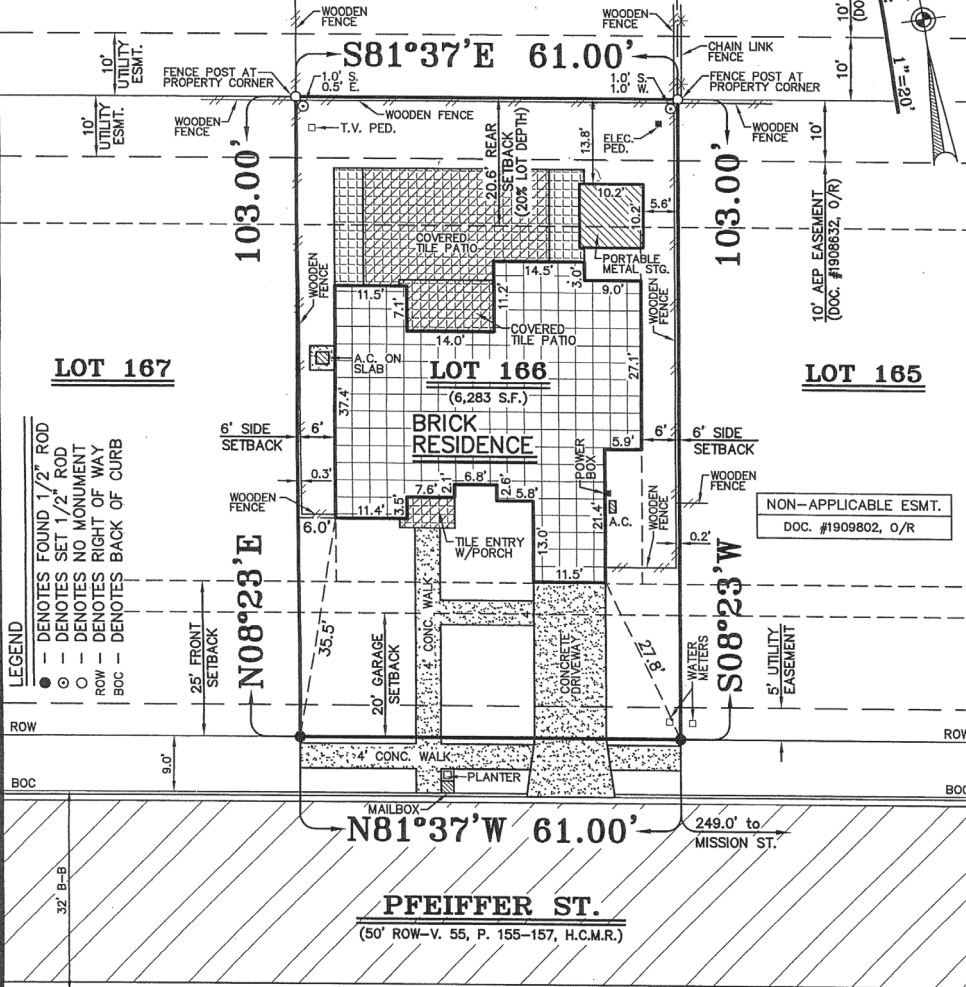 WOODEN
FENCE
WOODEN
FENCE
10'
(DO
10'
UTILITY
ESMT.
S81°37'E 61.00'
CHAIN LINK
FENCE
10'
1"=20'
FENCE POST AT
PROPERTY CORNER
1.0' S.
0.5' E.
1.0' S.
1.0' W.
FENCE POST AT
PROPERTY CORNER
10'
UTILITY
ESMT.
WOODEN
FENCE
WOODEN FENCE
T.V. PED.
20.6' REAR
SETBACK
(20% LOT DEPTH)
13.8'
ELEC.
PED.
WOODEN
FENCE
10'
103.00'
103.00'
10.2'
10.2'
5.6'
10' AEP EASEMENT
(DOC. #1908632, O/R)
COVERED
TILE PATIO
PORTABLE
METAL STG.
WOODEN
FENCE
14.5'
3.0'
9.0'
11.5'
7.1'
11.2'
WOODEN
FENCE
COVERED
TILE PATIO
14.0'
A.C. ON
SLAB
LOT 167
LOT 166
(6,283 S.F.)
27.1'
LOT 165
37.4'
BRICK
RESIDENCE
6' SIDE
SETBACK
6'
5.9'
6'
6' SIDE
SETBACK
POWER
BOX
0.3'
WOODEN
FENCE
7.6'
2.1'
6.8'
2.6'
5.8'
WOODEN
FENCE
11.4'
3.5'
21.4'
A.C.
WOODEN
FENCE
NON-APPLICABLE ESMT.
DOC. #1909802, O/R
6.0'
TILE ENTRY
W/PORCH
13.0'
0.2'
11.5'
LEGEND
● — DENOTES FOUND 1/2" ROD
⊙ — DENOTES SET 1/2" ROD
○ — DENOTES NO MONUMENT
ROW — DENOTES RIGHT OF WAY
BOC — DENOTES BACK OF CURB
N08°23'E
S08°23'W
25' FRONT
SETBACK
35.5'
20' GARAGE
SETBACK
4' CONC. WALK
CONCRETE
DRIVEWAY
27.8'
WATER
METERS
5' UTILITY
EASEMENT
ROW
ROW
9.0'
4' CONC. WALK
BOC
PLANTER
BOC
MAILBOX
N81°37'W 61.00'
249.0' to
MISSION ST.
32' B-B
PFEIFFER ST.
(50' ROW-V. 55, P. 155-157, H.C.M.R.)